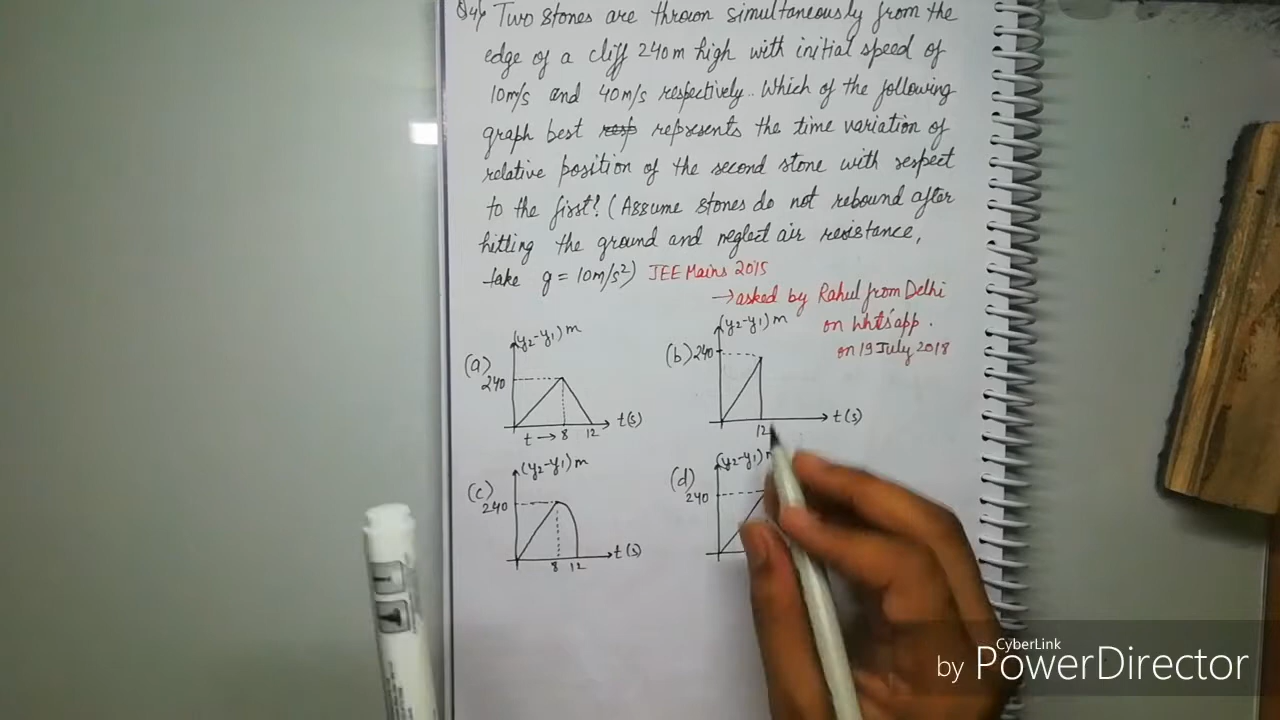 Q4) Two stones are thrown simultaneously from the
edge of a cliff 240m high with initial speed of
10m/s and 40m/s respectively.. Which of the following
graph best resp represents the time variation of
relative position of the second stone with respect
to the first? (Assume stones do not rebound after
hitting the ground and neglect air resistance,
take g = 10m/s²) JEE Mains 2015
→ asked by Rahul from Delhi
on Whts'app.
on 19 July 2018
(a)
(y₂-y₁) m
240
t → 8 12 t(s)
(b)
(y₂-y₁) m
240
12 t(s)
(c)
(y₂-y₁) m
240
8 12 t(s)
(d)
(y₂-y₁) m
240
CyberLink
by PowerDirector